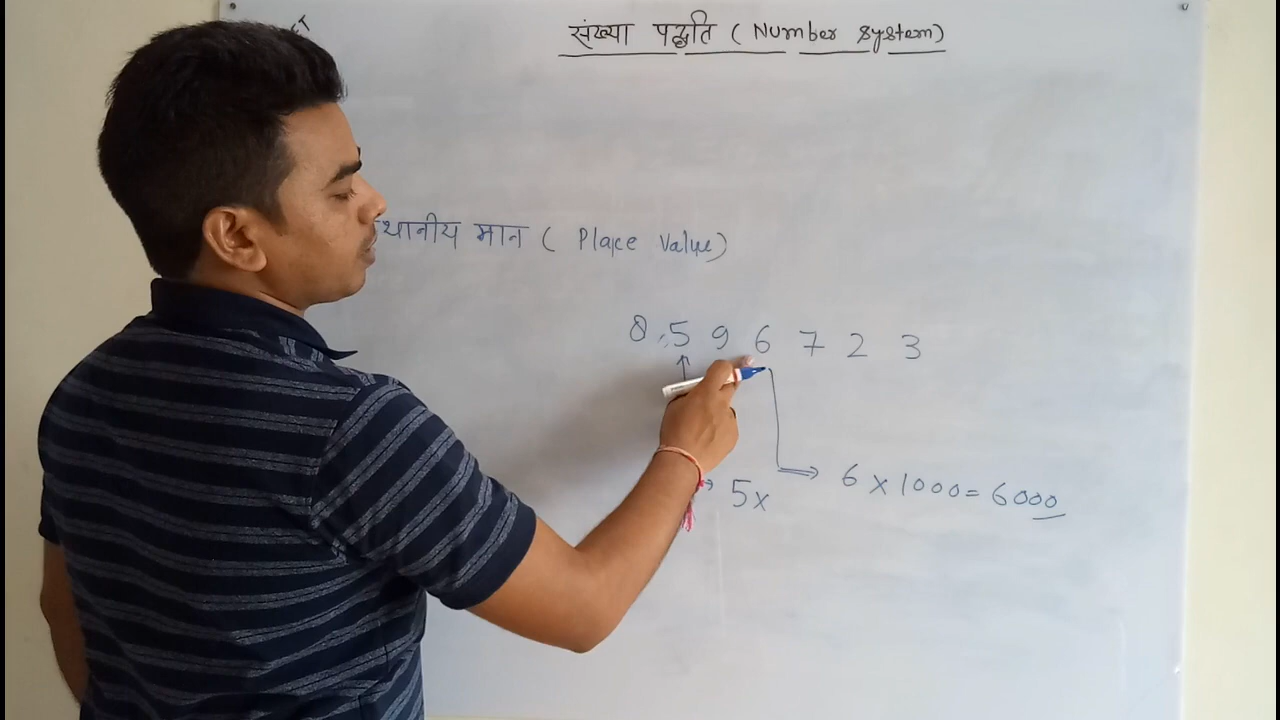 संख्या पद्धति ( Number System)
स्थानीय मान ( Place Value)
8 5 9 6 7 2 3
6 x 1000 = 6000
5x